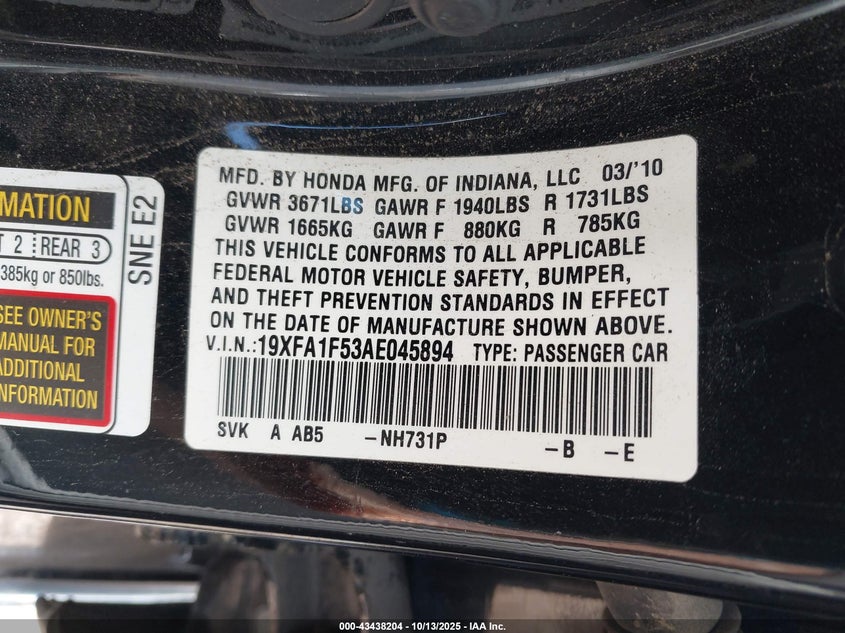 MATION
T 2 REAR 3
385kg or 850lbs.
SEE OWNER'S
MANUAL FOR
ADDITIONAL
INFORMATION
SNE E2
MFD. BY HONDA MFG. OF INDIANA, LLC 03/'10
GVWR 3671LBS GAWR F 1940LBS R 1731LBS
GVWR 1665KG GAWR F 880KG R 785KG
THIS VEHICLE CONFORMS TO ALL APPLICABLE
FEDERAL MOTOR VEHICLE SAFETY, BUMPER,
AND THEFT PREVENTION STANDARDS IN EFFECT
ON THE DATE OF MANUFACTURE SHOWN ABOVE.
V.I.N.:19XFA1F53AE045894 TYPE: PASSENGER CAR
SVK A AB5 -NH731P -B -E
000-43438204 | 10/13/2025 - IAA Inc.